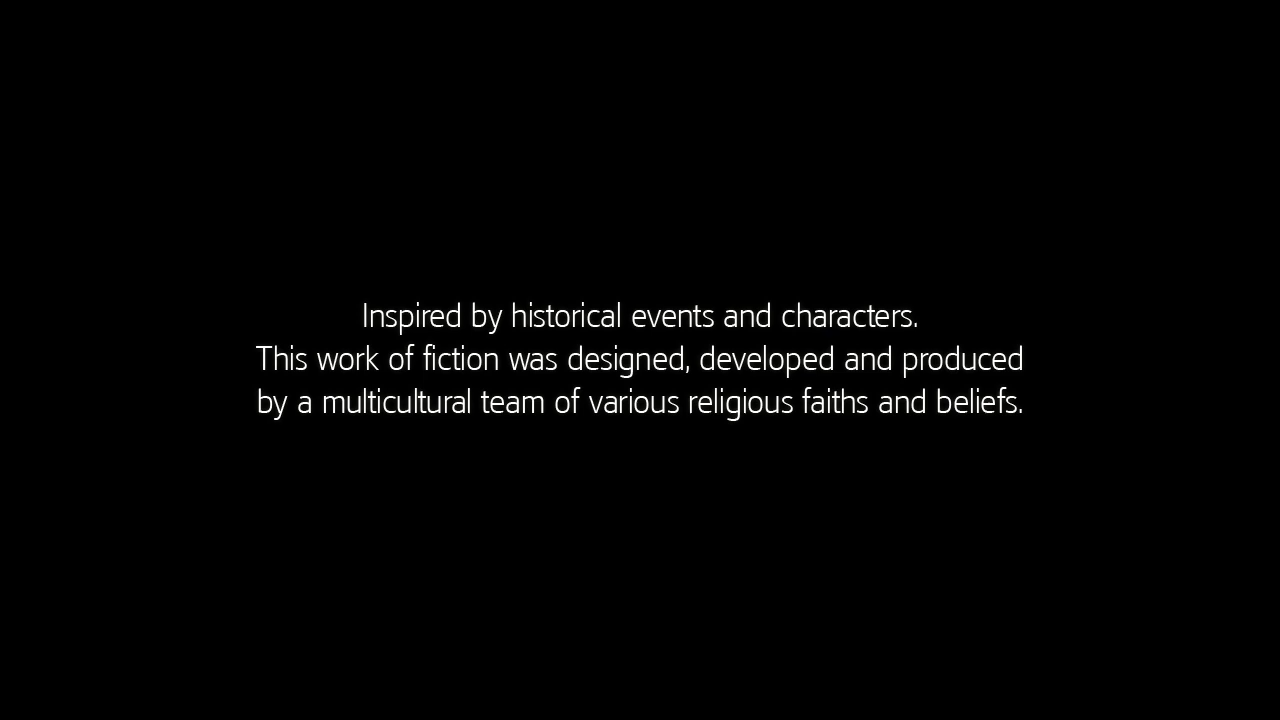 Inspired by historical events and characters.
This work of fiction was designed, developed and produced
by a multicultural team of various religious faiths and beliefs.